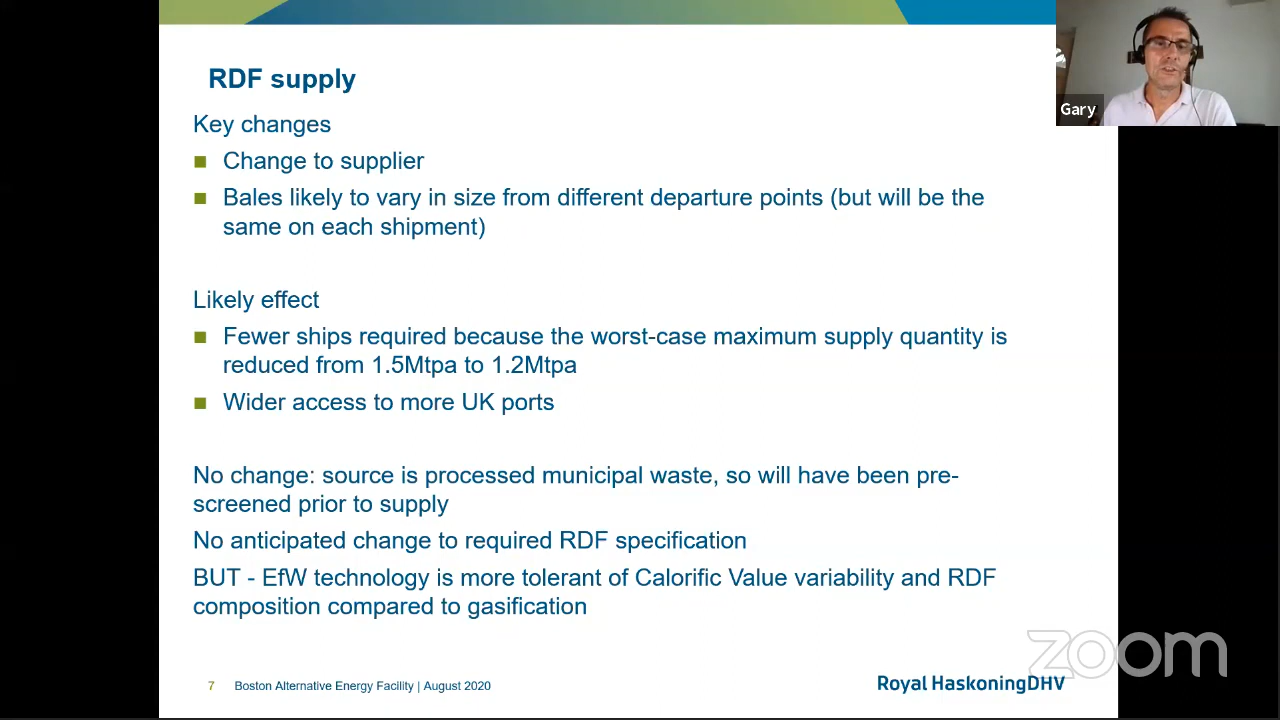 RDF supply
Key changes
Change to supplier
Bales likely to vary in size from different departure points (but will be the
same on each shipment)
Likely effect
Fewer ships required because the worst-case maximum supply quantity is
reduced from 1.5Mtpa to 1.2Mtpa
Wider access to more UK ports
No change: source is processed municipal waste, so will have been pre-
screened prior to supply
No anticipated change to required RDF specification
BUT - EfW technology is more tolerant of Calorific Value variability and RDF
composition compared to gasification
7 Boston Alternative Energy Facility | August 2020
Royal HaskoningDHV
Gary
zoom